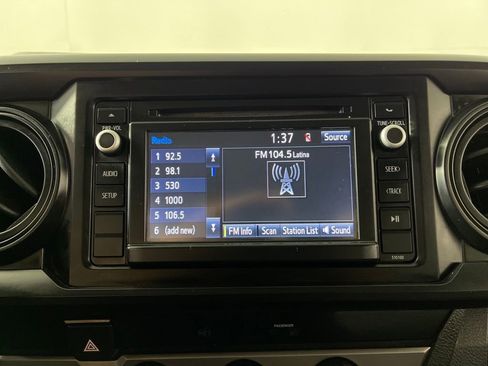 PWR·VOL
TUNE·SCROLL
Radio 1:37 Source
1 92.5
2 98.1
3 530
4 1000
5 106.5
6 (add new)
FM 104.5 Latina
FM Info Scan Station List Sound
AUDIO
SETUP
SEEK>
<TRACK
510160
PASSENGER